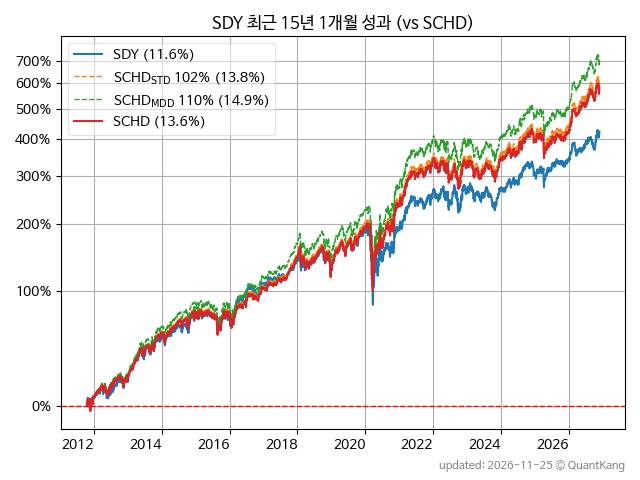 SDY 최근 15년 1개월 성과 (vs SCHD)
SDY (11.6%)
SCHD_STD 102% (13.8%)
SCHD_MDD 110% (14.9%)
SCHD (13.6%)
700%
600%
500%
400%
300%
200%
100%
0%
2012 2014 2016 2018 2020 2022 2024 2026
updated: 2026-11-25 © QuantKang